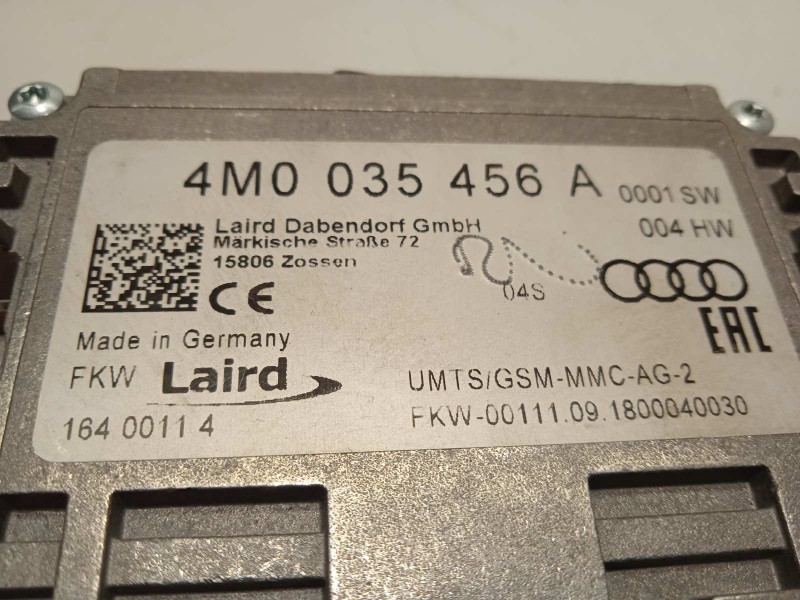 4M0 035 456 A 0001 SW
004 HW
Laird Dabendorf GmbH
Märkische Straße 72
15806 Zossen
04S
CE
EAC
Made in Germany
FKW Laird
UMTS/GSM-MMC-AG-2
164 0011 4
FKW-00111.09.1800040030